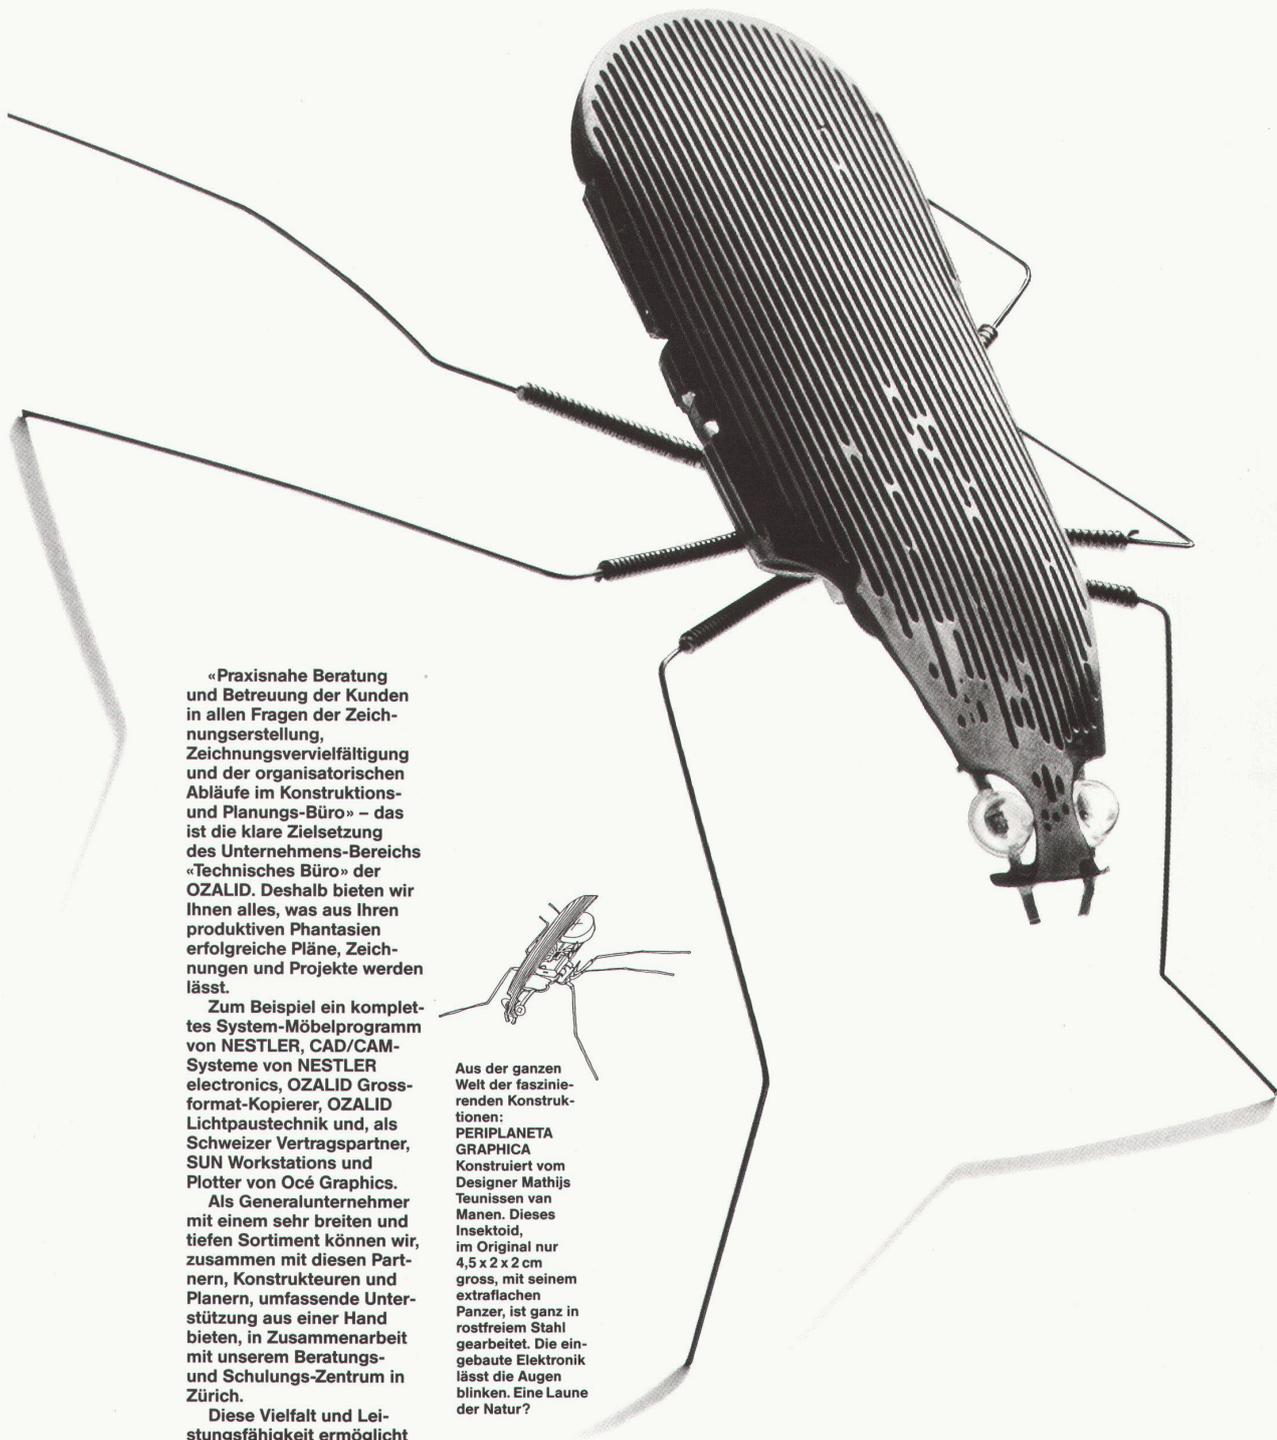 «Praxisnahe Beratung
und Betreuung der Kunden
in allen Fragen der Zeich-
nungserstellung,
Zeichnungsvervielfältigung
und der organisatorischen
Abläufe im Konstruktions-
und Planungs-Büro» – das
ist die klare Zielsetzung
des Unternehmens-Bereichs
«Technisches Büro» der
OZALID. Deshalb bieten wir
Ihnen alles, was aus Ihren
produktiven Phantasien
erfolgreiche Pläne, Zeich-
nungen und Projekte werden
lässt.
Zum Beispiel ein komplet-
tes System-Möbelprogramm
von NESTLER, CAD/CAM-
Systeme von NESTLER
electronics, OZALID Gross-
format-Kopierer, OZALID
Lichtpaustechnik und, als
Schweizer Vertragspartner,
SUN Workstations und
Plotter von Océ Graphics.
Als Generalunternehmer
mit einem sehr breiten und
tiefen Sortiment können wir,
zusammen mit diesen Part-
nern, Konstrukteuren und
Planern, umfassende Unter-
stützung aus einer Hand
bieten, in Zusammenarbeit
mit unserem Beratungs-
und Schulungs-Zentrum in
Zürich.
Diese Vielfalt und Lei-
stungsfähigkeit ermöglicht
Aus der ganzen
Welt der faszinie-
renden Konstruk-
tionen:
PERIPLANETA
GRAPHICA
Konstruiert vom
Designer Mathijs
Teunissen van
Manen. Dieses
Insektoid,
im Original nur
4,5 x 2 x 2 cm
gross, mit seinem
extraflachen
Panzer, ist ganz in
rostfreiem Stahl
gearbeitet. Die ein-
gebaute Elektronik
lässt die Augen
blinken. Eine Laune
der Natur?